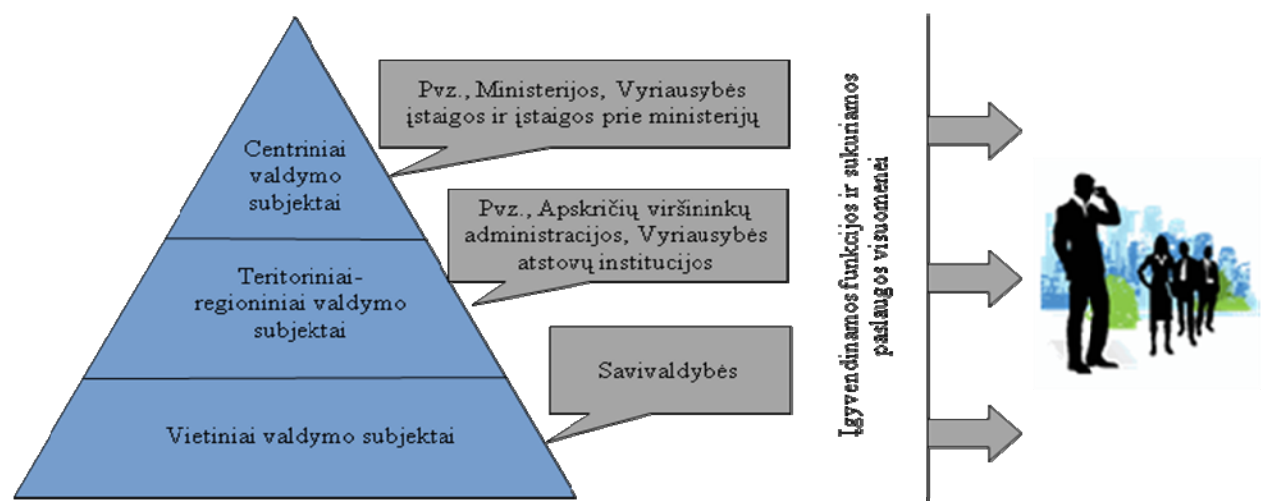 Centriniai
valdymo
subjektai
Pvz., Ministerijos, Vyriausybės
įstaigos ir įstaigos prie ministerijų
Teritoriniai-
regioniniai valdymo
subjektai
Pvz., Apskričių viršininkų
administracijos, Vyriausybės
atstovų institucijos
Vietiniai valdymo subjektai
Savivaldybės
Įgyvendinamos funkcijos ir sukuriamos
paslaugos visuomenėi